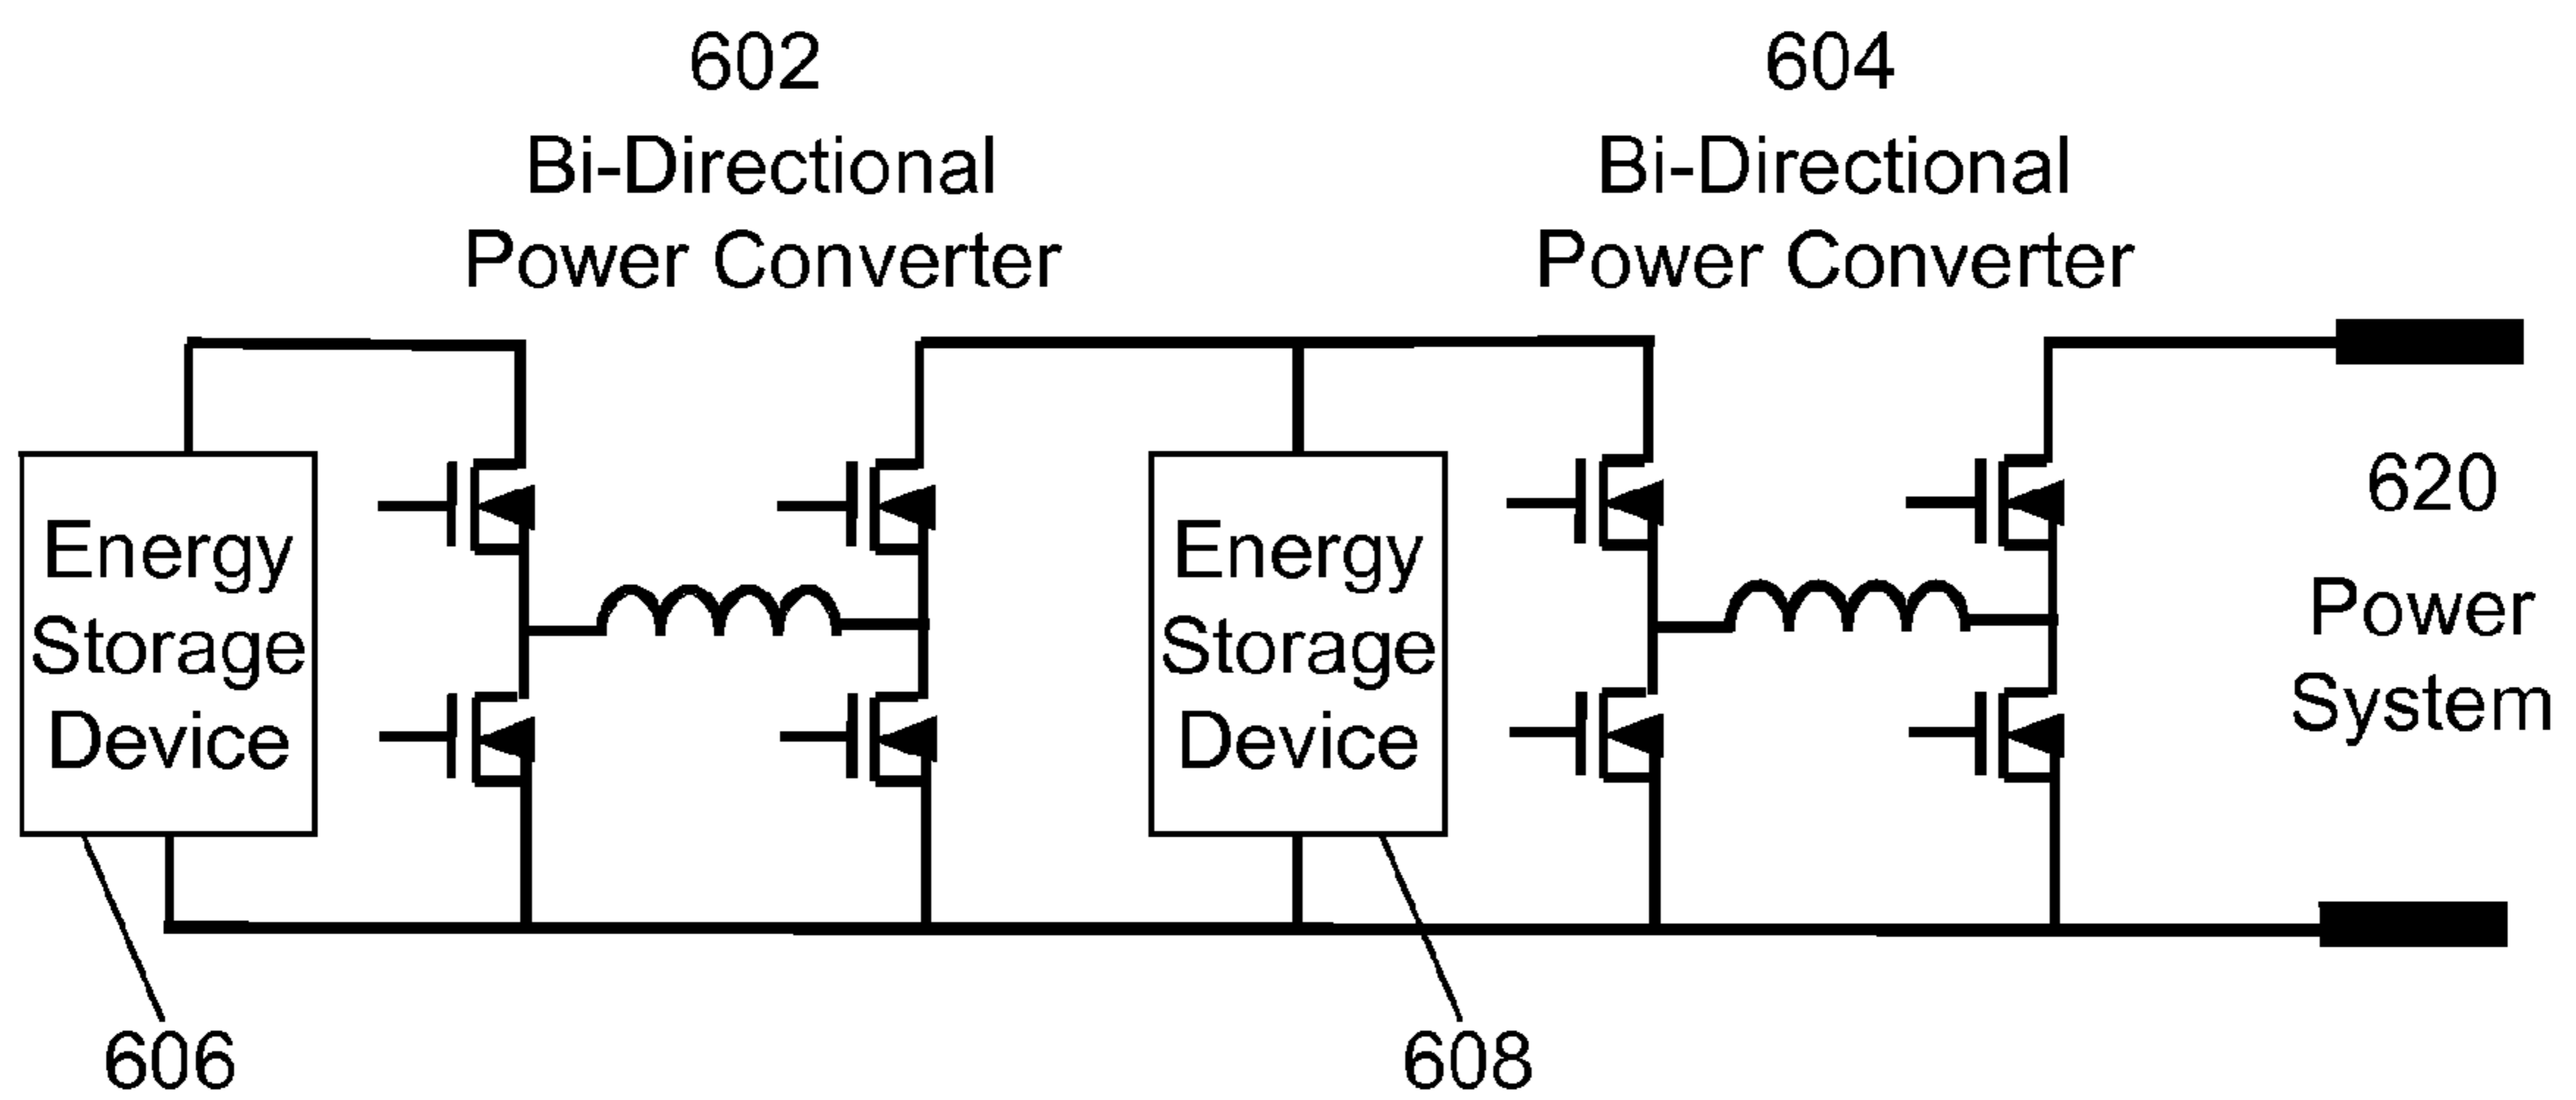 602
Bi-Directional
Power Converter
604
Bi-Directional
Power Converter
Energy
Storage
Device
Energy
Storage
Device
620
Power
System
606
608